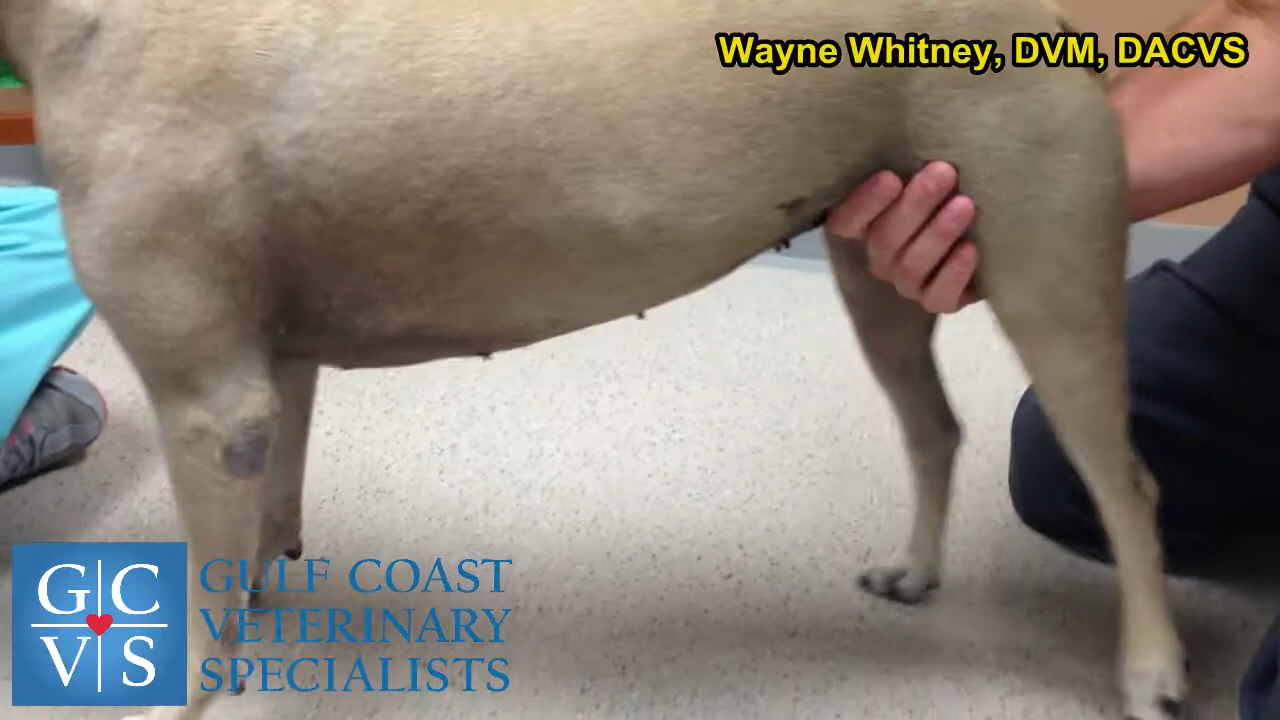 Wayne Whitney, DVM, DACVS
G C
V S
GULF COAST
VETERINARY
SPECIALISTS